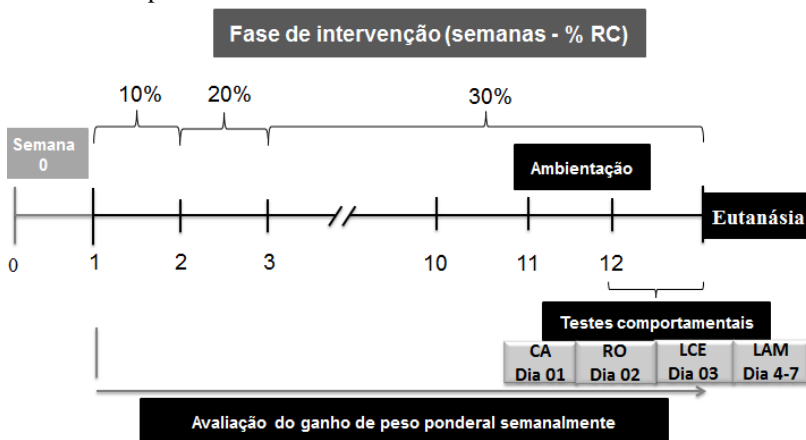 Fase de intervenção (semanas - % RC)
10%
20%
30%
Semana
0
Ambientação
Eutanásia
0
1
2
3
10
11
12
Testes comportamentais
CA
Dia 01
RO
Dia 02
LCE
Dia 03
LAM
Dia 4-7
Avaliação do ganho de peso ponderal semanalmente